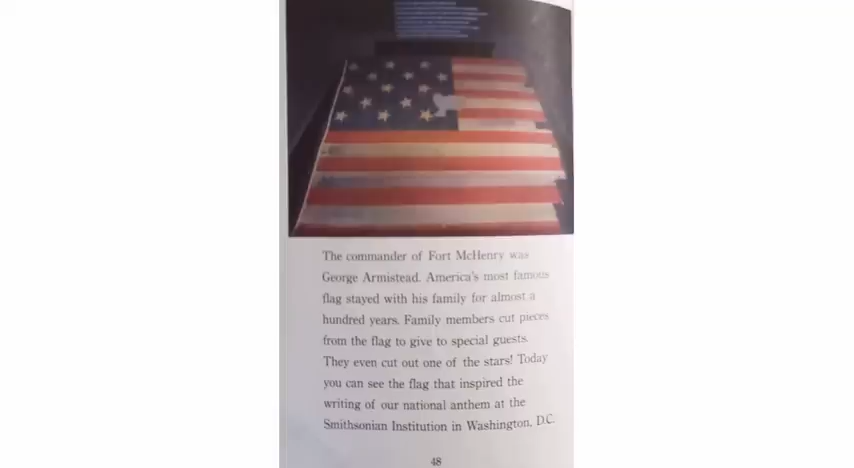 The commander of Fort McHenry was
George Armistead. America's most famous
flag stayed with his family for almost a
hundred years. Family members cut pieces
from the flag to give to special guests.
They even cut out one of the stars! Today
you can see the flag that inspired the
writing of our national anthem at the
Smithsonian Institution in Washington, D.C.
48